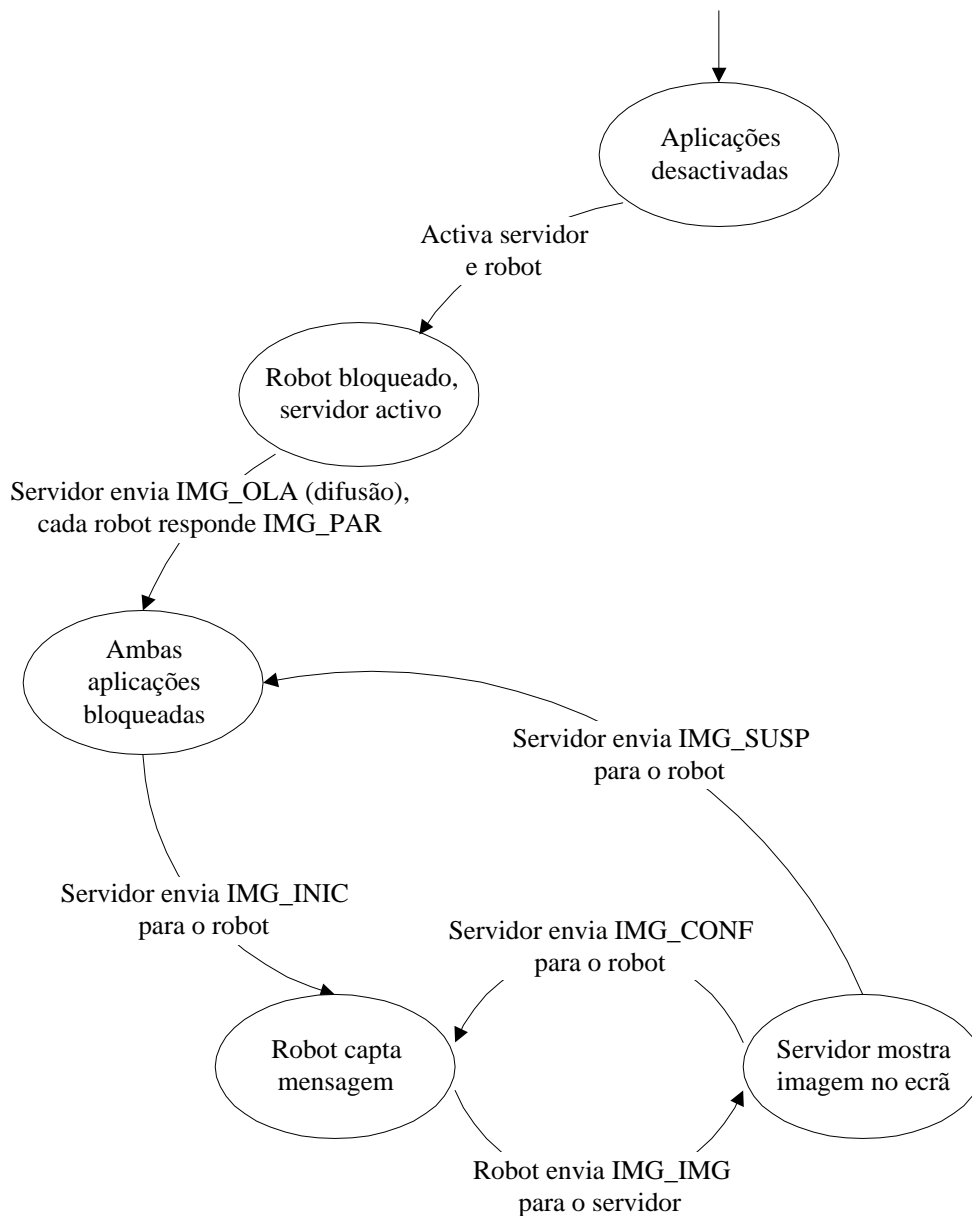 Aplicações
desactivadas
Activa servidor
e robot
Robot bloqueado,
servidor activo
Servidor envia IMG_OLA (difusão),
cada robot responde IMG_PAR
Ambas
aplicações
bloqueadas
Servidor envia IMG_SUSP
para o robot
Servidor envia IMG_INIC
para o robot
Servidor envia IMG_CONF
para o robot
Robot capta
mensagem
Servidor mostra
imagem no ecrã
Robot envia IMG_IMG
para o servidor